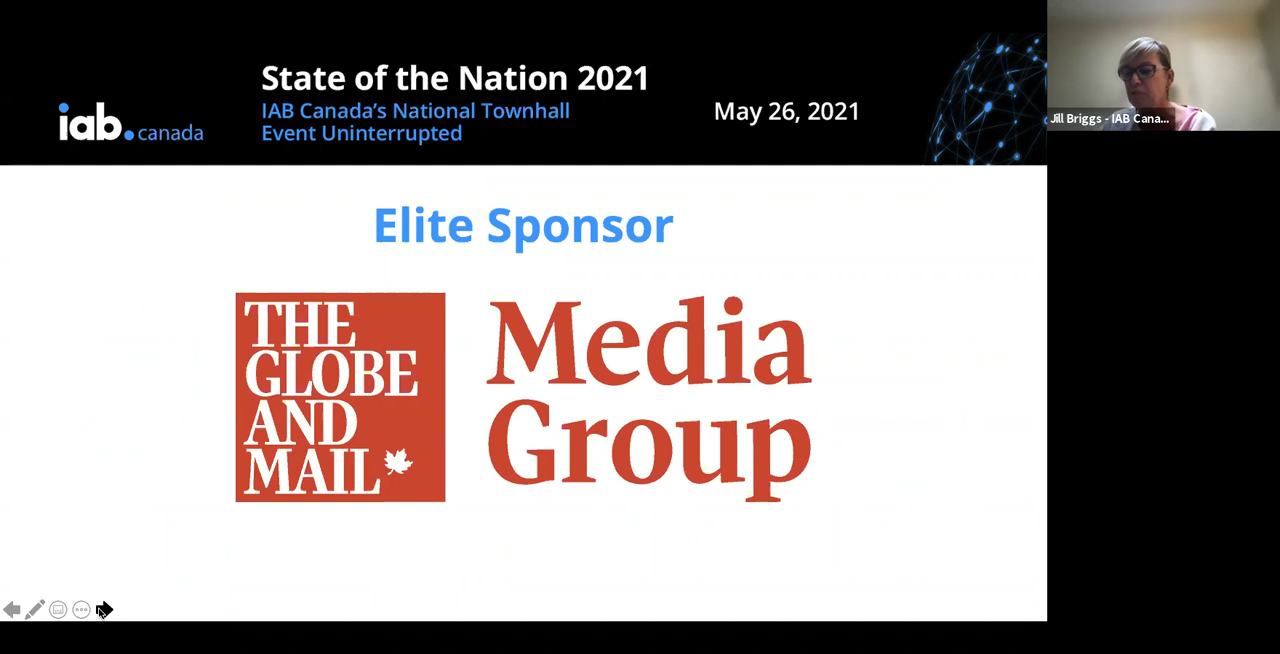 State of the Nation 2021
IAB Canada's National Townhall
Event Uninterrupted
May 26, 2021
iab.canada
Jill Briggs - IAB Cana...
Elite Sponsor
THE
GLOBE
AND
MAIL
Media
Group